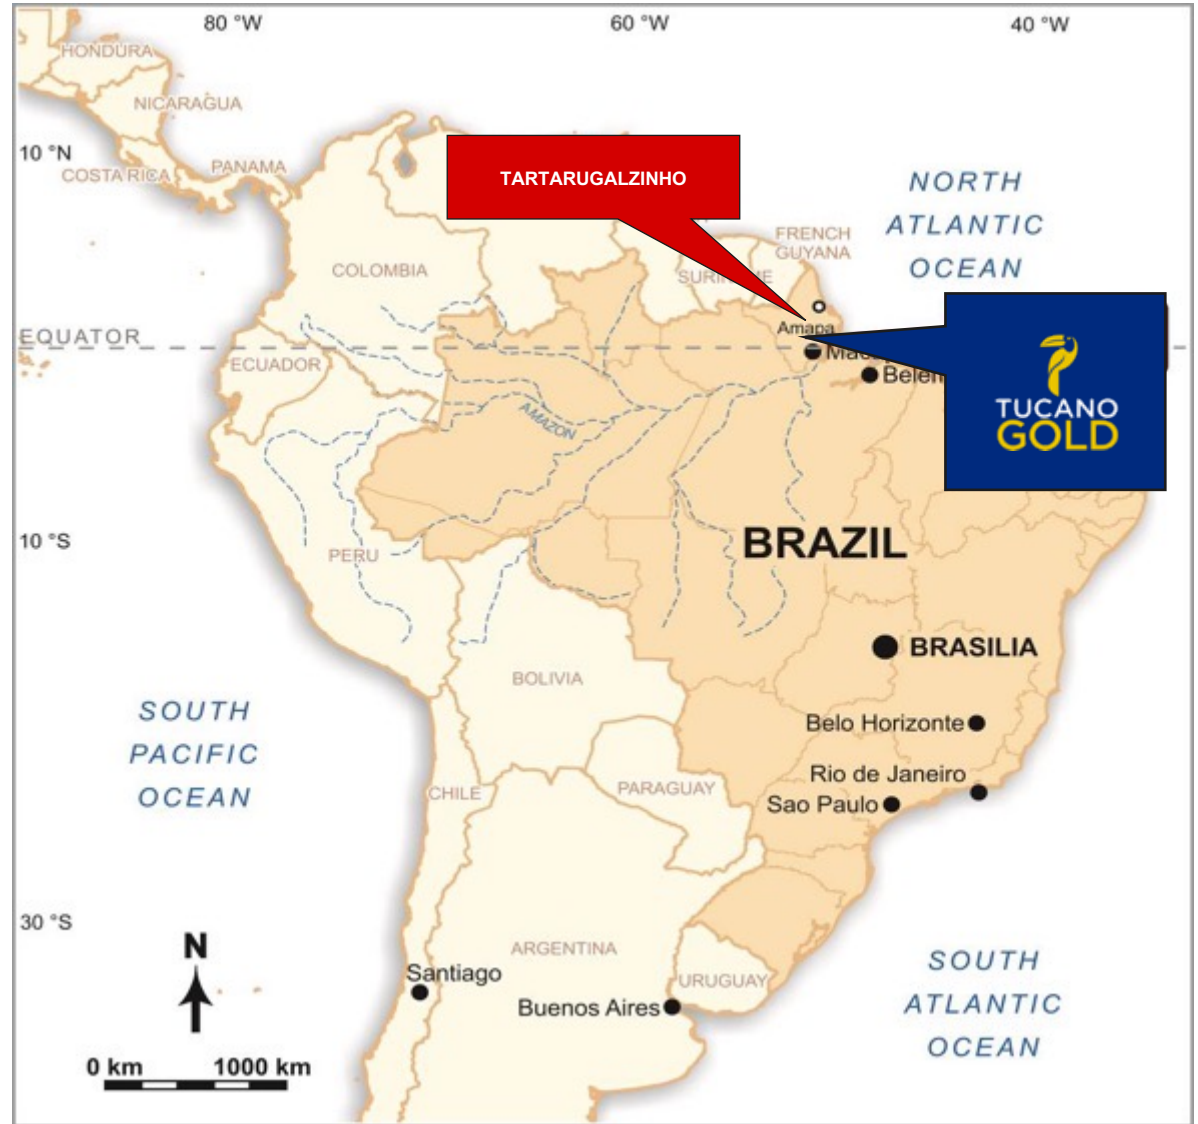 80 °W
60 °W
40 °W
HONDURA
NICARAGUA
10 °N
COSTA RICA
PANAMA
TARTARUGALZINHO
NORTH
ATLANTIC
OCEAN
FRENCH
GUYANA
COLOMBIA
EQUATOR
Amapa
ECUADOR
TUCANO
GOLD
AMAZON
10 °S
PERU
BRAZIL
BRASILIA
BOLIVIA
SOUTH
PACIFIC
OCEAN
Belo Horizonte
Rio de Janeiro
CHILE
PARAGUAY
Sao Paulo
30 °S
N
ARGENTINA
Santiago
URUGUAY
Buenos Aires
SOUTH
ATLANTIC
OCEAN
0 km
1000 km